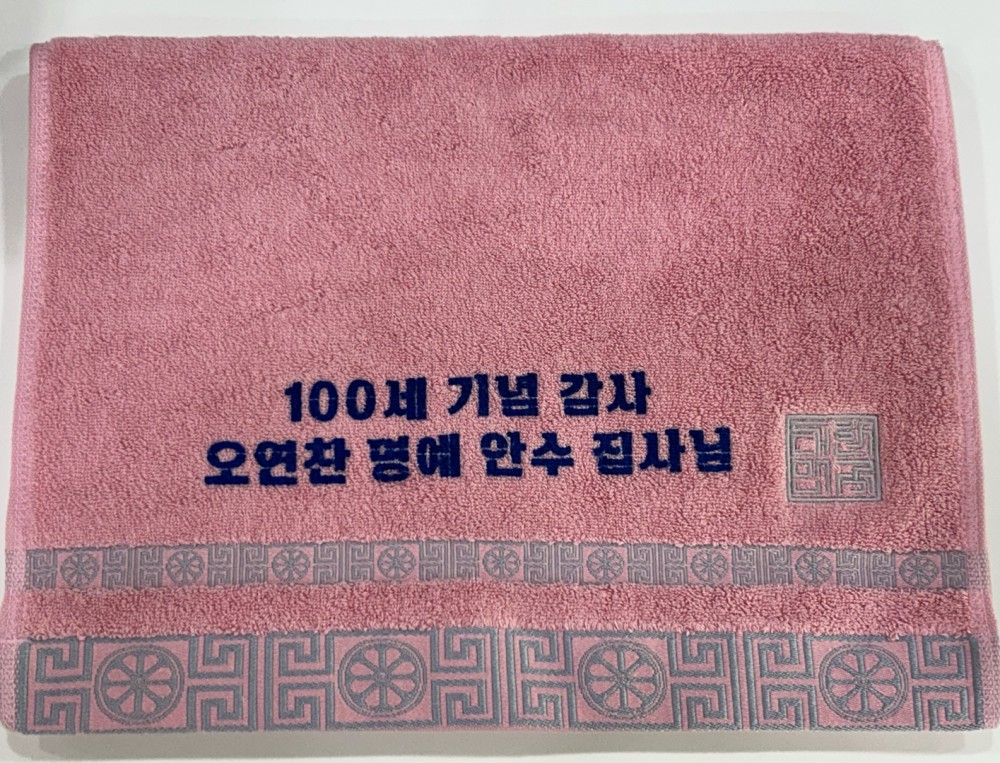 100세 기념 감사
오연찬 명예 안수 집사님